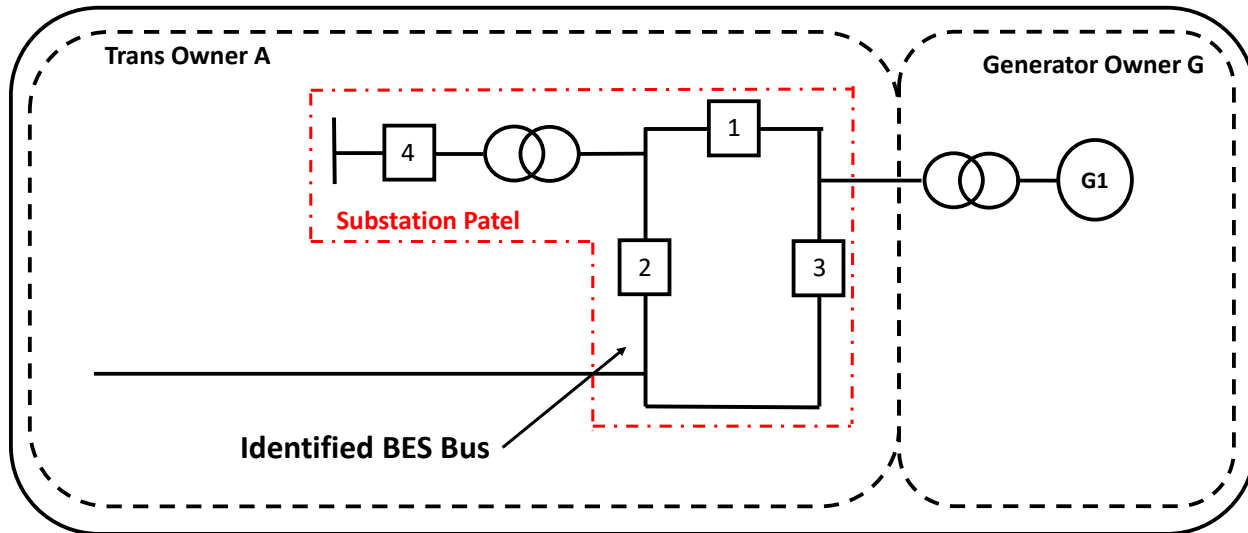 Trans Owner A
Generator Owner G
1
4
G1
Substation Patel
2
3
Identified BES Bus